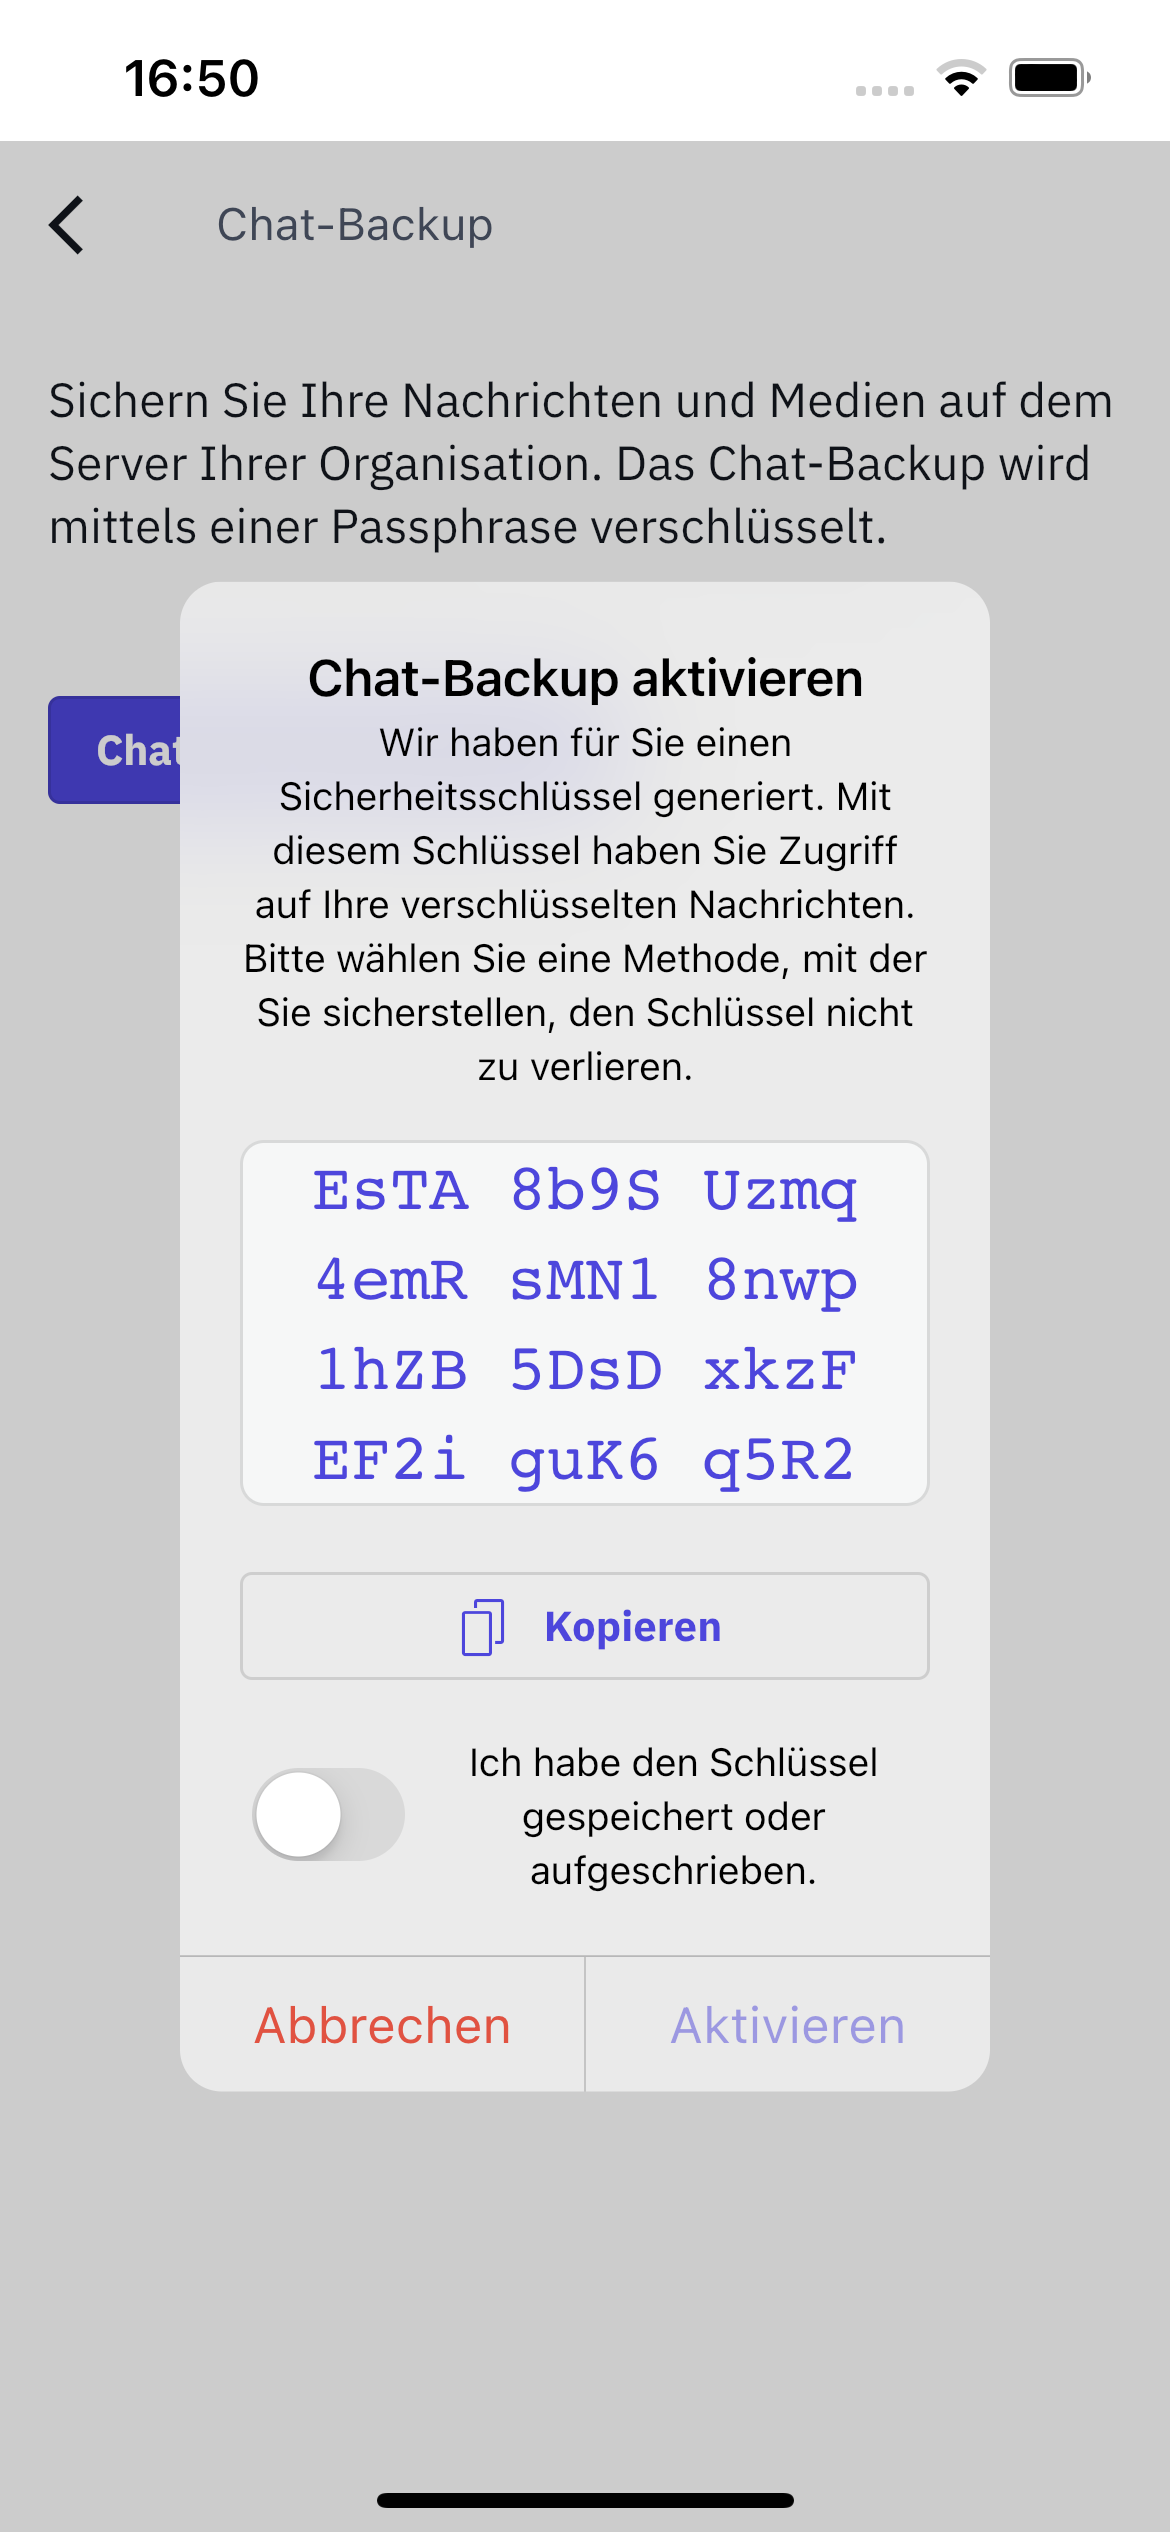 16:50
Chat-Backup
Sichern Sie Ihre Nachrichten und Medien auf dem
Server Ihrer Organisation. Das Chat-Backup wird
mittels einer Passphrase verschlüsselt.
Chat
Chat-Backup aktivieren
Wir haben für Sie einen
Sicherheitsschlüssel generiert. Mit
diesem Schlüssel haben Sie Zugriff
auf Ihre verschlüsselten Nachrichten.
Bitte wählen Sie eine Methode, mit der
Sie sicherstellen, den Schlüssel nicht
zu verlieren.
EsTA 8b9S Uzmq
4emR sMN1 8nwp
1hZB 5DsD xkzF
EF2i guK6 q5R2
Kopieren
Ich habe den Schlüssel
gespeichert oder
aufgeschrieben.
Abbrechen
Aktivieren